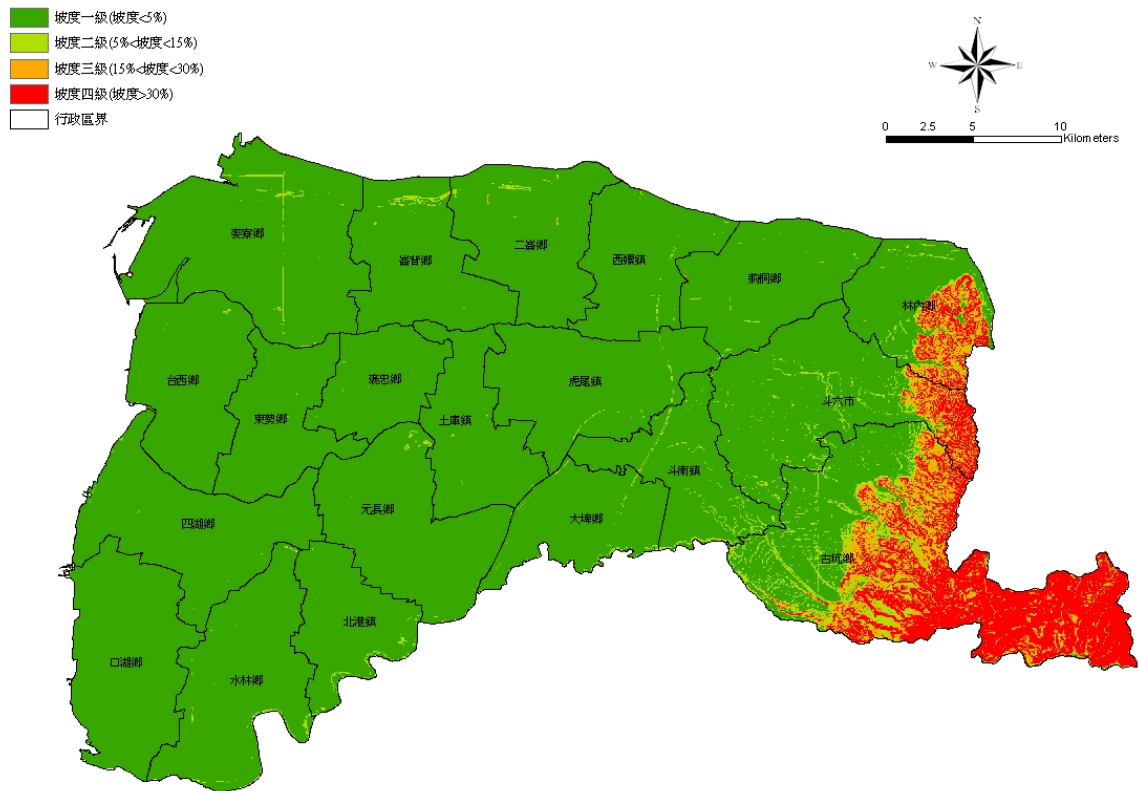 坡度一級(坡度<5%)
坡度二級(5%<坡度<15%)
坡度三級(15%<坡度<30%)
坡度四級(坡度>30%)
行政區界
N
W
E
S
0 2.5 5 10
Kilometers
麥寮鄉
崙背鄉
二崙鄉
西螺鎮
莿桐鄉
林內鄉
台西鄉
東勢鄉
褒忠鄉
土庫鎮
虎尾鎮
斗六市
斗南鎮
四湖鄉
元長鄉
大埤鄉
古坑鄉
北港鎮
口湖鄉
水林鄉